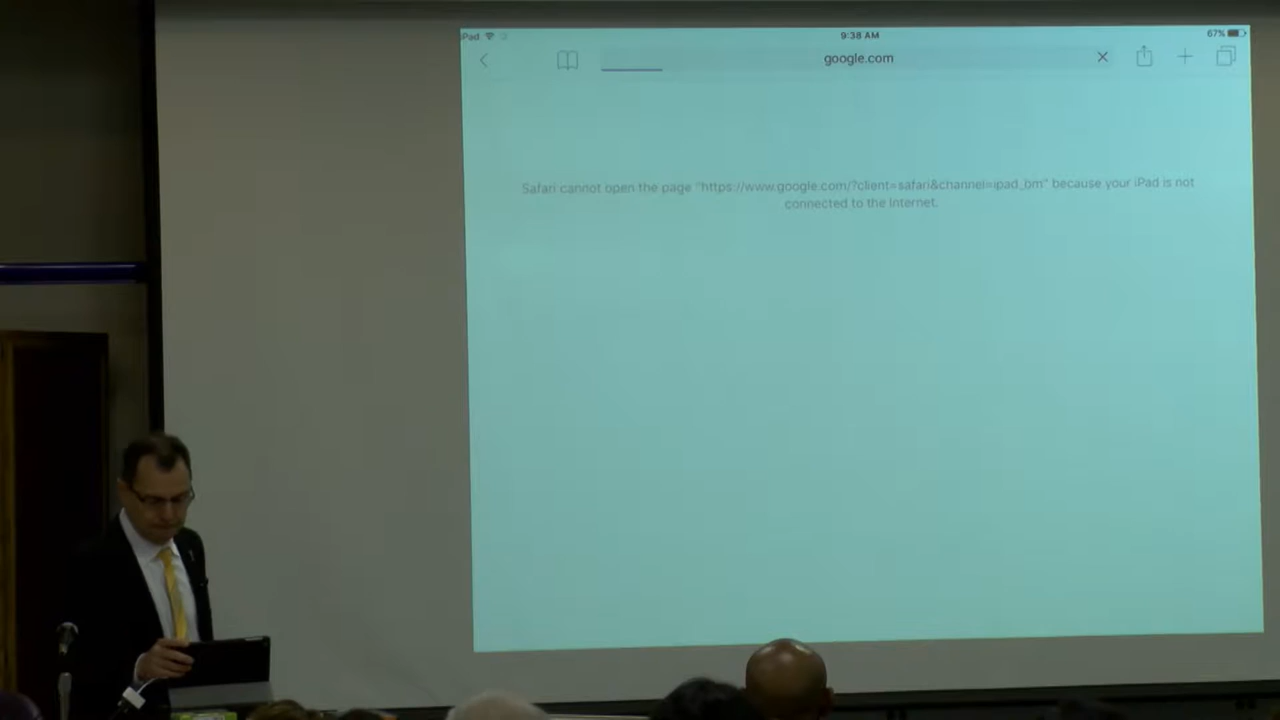 iPad 9:38 AM 67%
google.com
Safari cannot open the page "https://www.google.com/?client=safari&channel=ipad_bm" because your iPad is not
connected to the Internet.